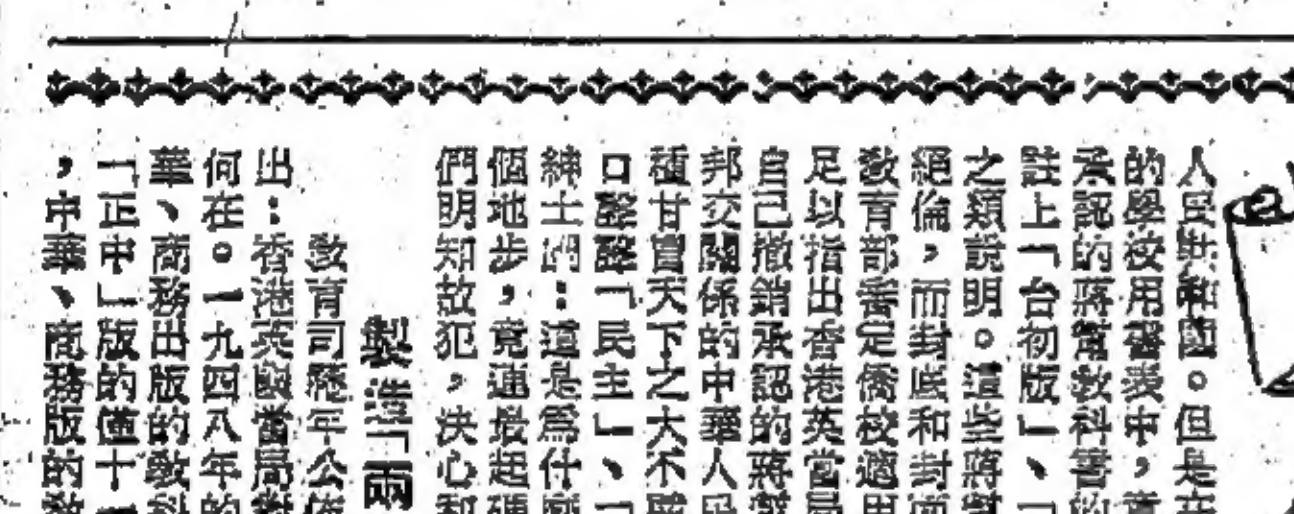 人民共和國。但是在
的學校用書表中，竟
承認的蔣幫教科書的
註上「台初版」、「
之類說明。這些蔣幫
絕倫，而封底和封面
教育部審定僑校適用
足以指出香港英當局
自己撤銷承認的蔣幫
邦交關係的中華人民
種甘冒天下之大不韙
口聲聲「民主」、「
紳士們：這是爲什麼
個地步，竟連最起碼
們明知故犯，決心和
製造「兩
教育司歷年公佈
出：香港英國當局對
何在。一九四八年的
華、商務出版的教科
「正中」版的僅十一
，中華、商務版的教